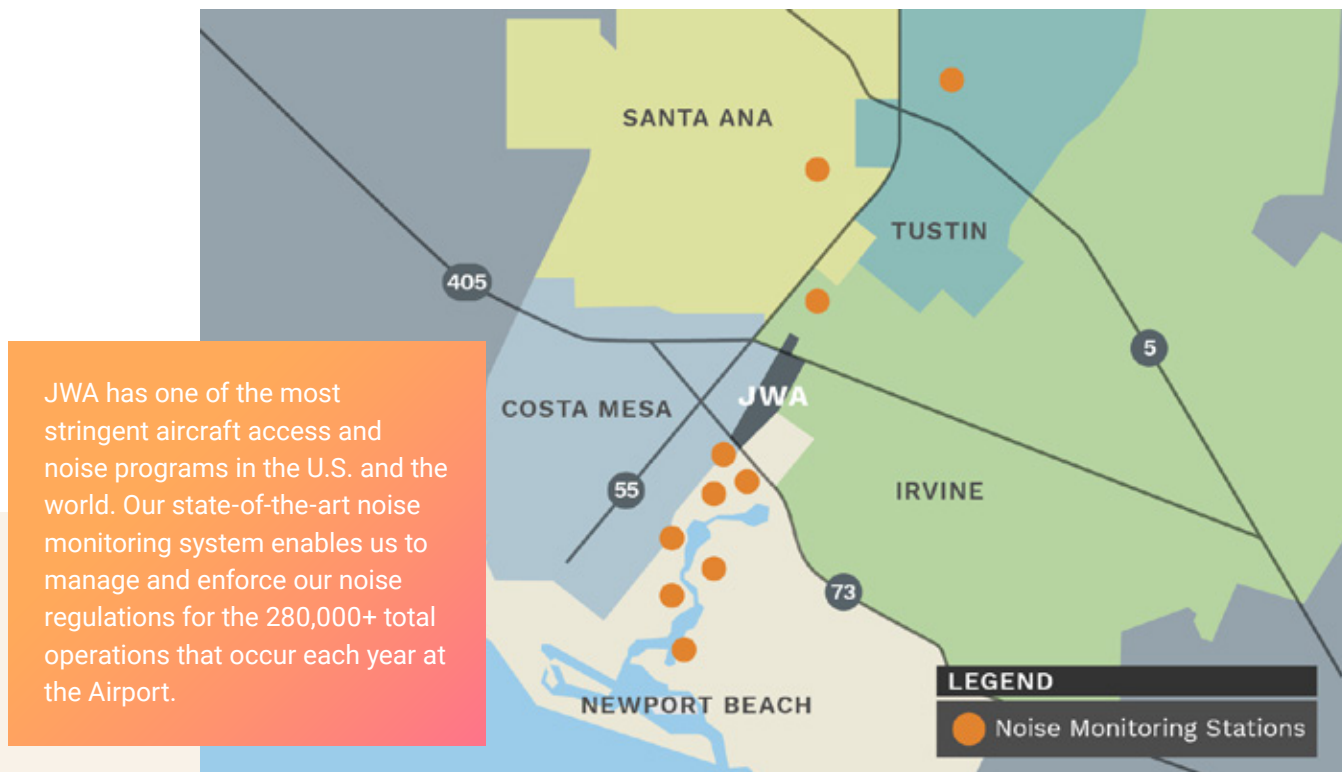 SANTA ANA
TUSTIN
405
5
JWA has one of the most
stringent aircraft access and
noise programs in the U.S. and the
world. Our state-of-the-art noise
monitoring system enables us to
manage and enforce our noise
regulations for the 280,000+ total
operations that occur each year at
the Airport.
JWA
COSTA MESA
55
IRVINE
73
NEWPORT BEACH
LEGEND
Noise Monitoring Stations